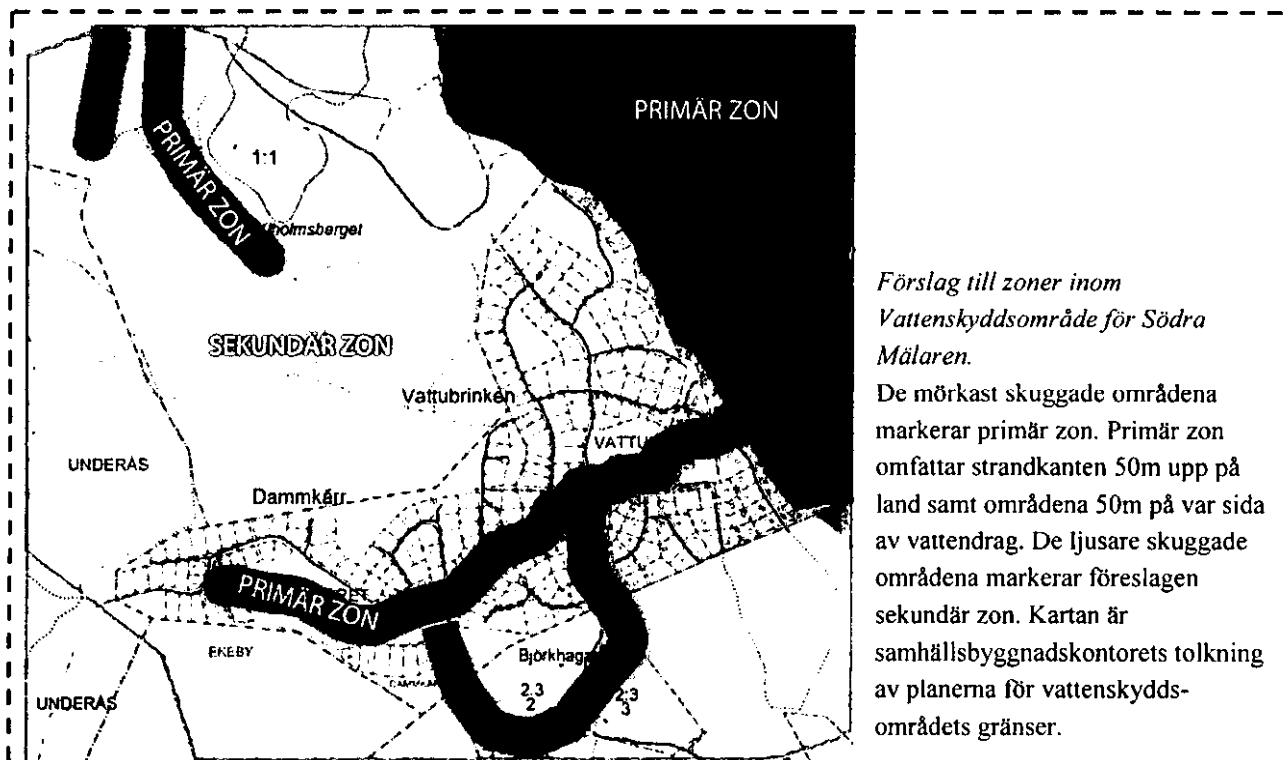 PRIMÄR ZON
PRIMÄR ZON
1:1
SEKUNDÄR ZON
Vattubrinken
UNDERÅS
VATTU
Dammkärr
PRIMÄR ZON
EKEBY
Björkhag
UNDERÅS
2,3
2
2,3
3
Förslag till zoner inom
Vattenskyddsområde för Södra
Mälaren.
De mörkast skuggade områdena
markerar primär zon. Primär zon
omfattar strandkanten 50m upp på
land samt områdena 50m på var sida
av vattendrag. De ljusare skuggade
områdena markerar föreslagen
sekundär zon. Kartan är
samhällsbyggnadskontorets tolkning
av planerna för vattenskydds-
områdets gränser.